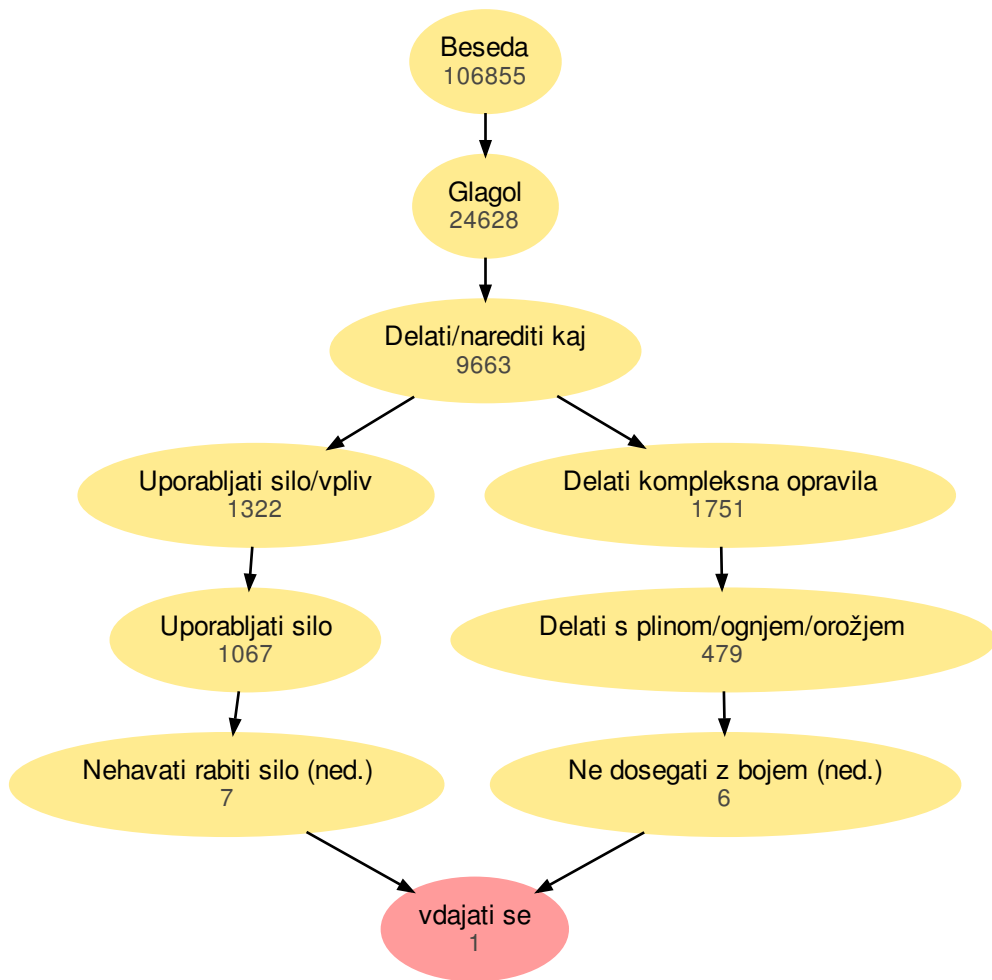 Beseda
106855
Glagol
24628
Delati/narediti kaj
9663
Uporabljati silo/vpliv
1322
Delati kompleksna opravila
1751
Uporabljati silo
1067
Delati s plinom/ognjem/orožjem
479
Nehavati rabiti silo (ned.)
7
Ne dosegati z bojem (ned.)
6
vdajati se
1